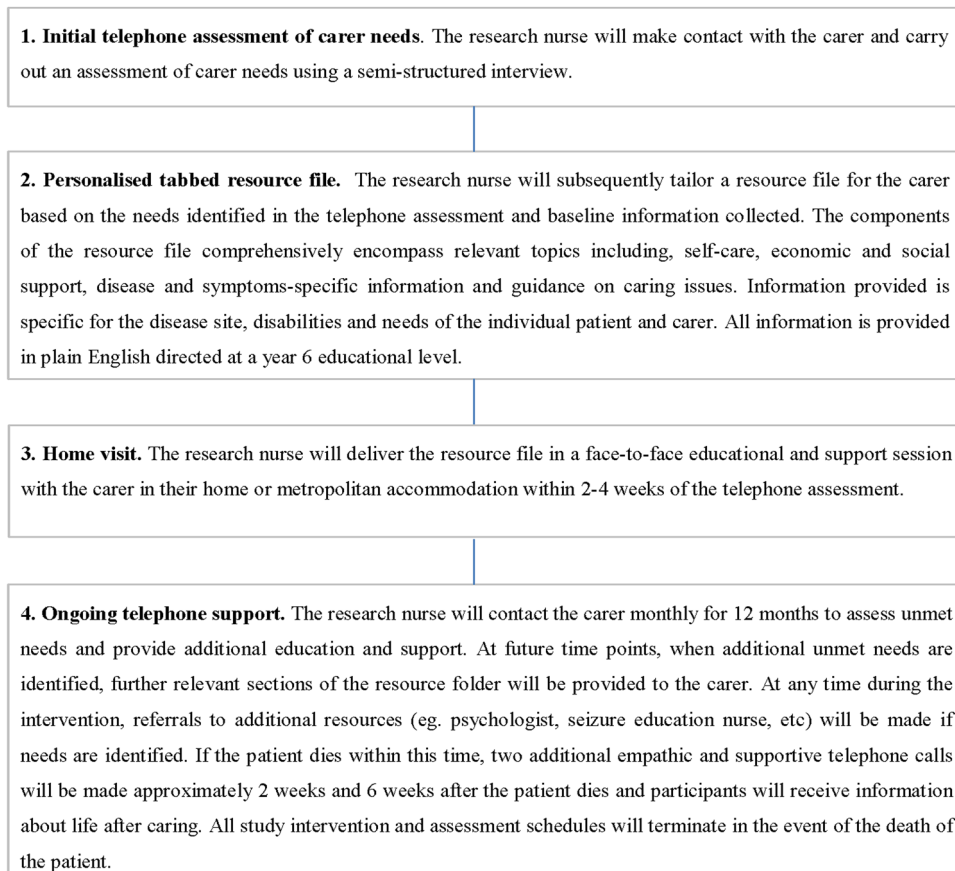 1. Initial telephone assessment of carer needs. The research nurse will make contact with the carer and carry
out an assessment of carer needs using a semi-structured interview.
2. Personalised tabbed resource file. The research nurse will subsequently tailor a resource file for the carer
based on the needs identified in the telephone assessment and baseline information collected. The components
of the resource file comprehensively encompass relevant topics including, self-care, economic and social
support, disease and symptoms-specific information and guidance on caring issues. Information provided is
specific for the disease site, disabilities and needs of the individual patient and carer. All information is provided
in plain English directed at a year 6 educational level.
3. Home visit. The research nurse will deliver the resource file in a face-to-face educational and support session
with the carer in their home or metropolitan accommodation within 2-4 weeks of the telephone assessment.
4. Ongoing telephone support. The research nurse will contact the carer monthly for 12 months to assess unmet
needs and provide additional education and support. At future time points, when additional unmet needs are
identified, further relevant sections of the resource folder will be provided to the carer. At any time during the
intervention, referrals to additional resources (eg. psychologist, seizure education nurse, etc) will be made if
needs are identified. If the patient dies within this time, two additional empathic and supportive telephone calls
will be made approximately 2 weeks and 6 weeks after the patient dies and participants will receive information
about life after caring. All study intervention and assessment schedules will terminate in the event of the death of
the patient.